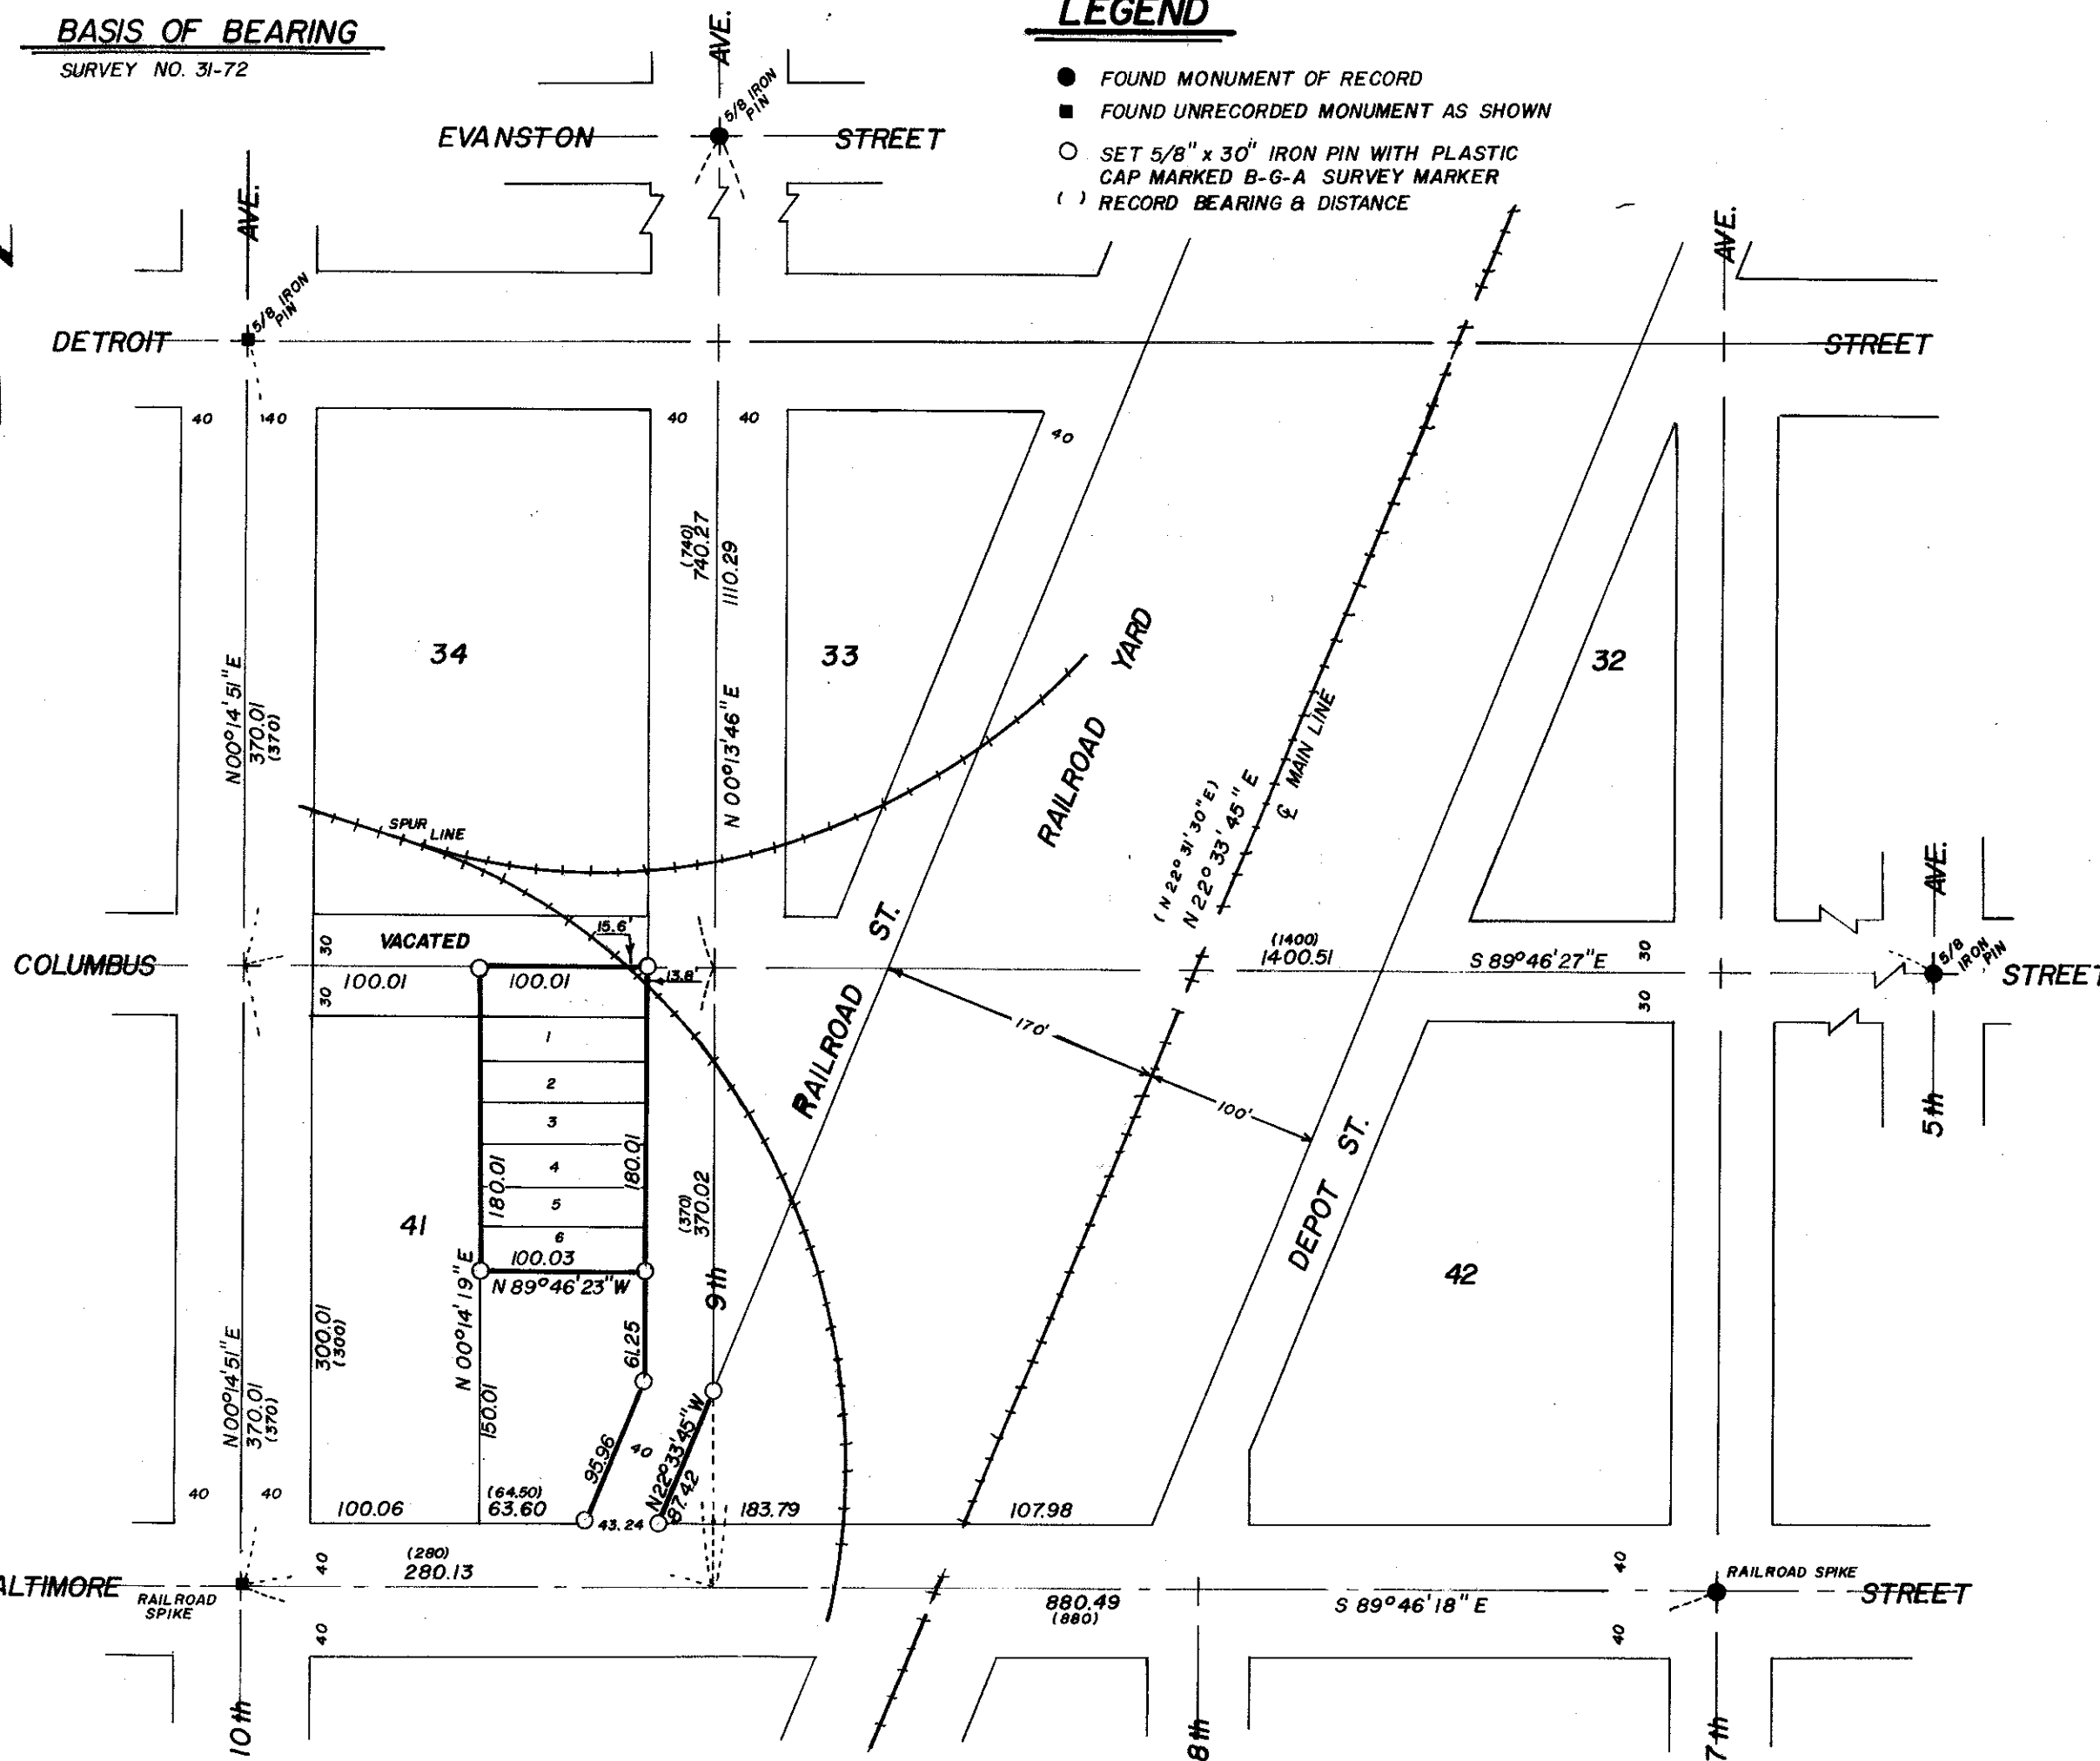 BASIS OF BEARING
SURVEY NO. 31-72
LEGEND
FOUND MONUMENT OF RECORD
FOUND UNRECORDED MONUMENT AS SHOWN
SET 5/8" x 30" IRON PIN WITH PLASTIC
CAP MARKED B-G-A SURVEY MARKER
( ) RECORD BEARING & DISTANCE
AVE.
5/8 IRON
PIN
EVANSTON STREET
AVE.
5/8 IRON
PIN
AVE.
DETROIT STREET
40 40
40 40
40
(740)
740.27
1110.29
34
33
32
N00°14'51"E
370.01
(370)
N 00°13'46" E
RAILROAD YARD
SPUR LINE
(N 22° 31' 30" E)
N 22° 33' 45" E
℄ MAIN LINE
AVE.
VACATED
15.6'
30
COLUMBUS
100.01
100.01
13.8'
30
RAILROAD ST.
(1400)
1400.51
S 89°46'27"E
30
30
5/8
IRON
PIN
STREET
170'
100'
5th
1
2
3
4
5
6
180.01
180.01
(370)
370.02
41
100.03
N 89°46'23"W
N 00°14'19" E
9th
DEPOT ST.
42
300.01
(300)
61.25
150.01
N00°14'51"E
370.01
(370)
95.96
40
N22°33'45"W
87.42
40 40
100.06
(64.50)
63.60
43.24
183.79
107.98
40
(280)
280.13
ALTIMORE
RAILROAD
SPIKE
40
880.49
(880)
S 89°46'18" E
40
40
RAILROAD SPIKE
STREET
10th
8th
7th